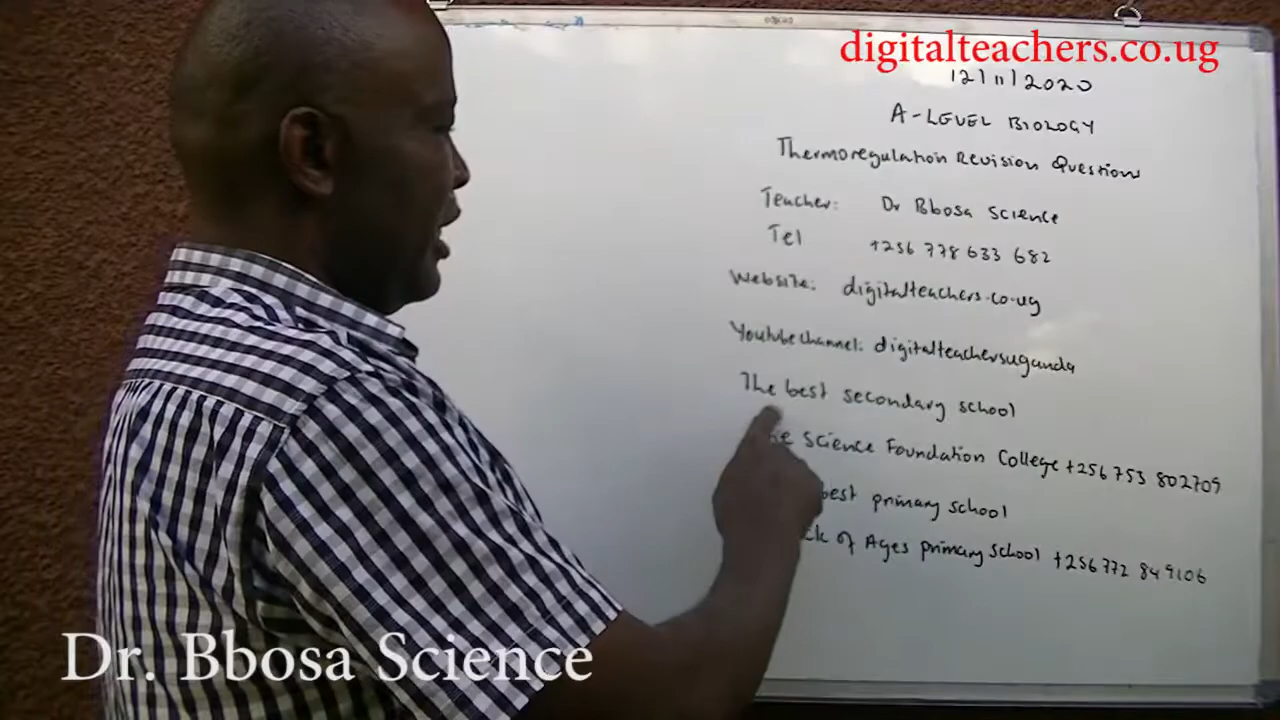 digitalteachers.co.ug
12/11/2020
A-LEVEL BIOLOGY
Thermoregulation Revision Questions
Teacher: Dr Bbosa Science
Tel +256 778 633 682
Website: digitalteachers.co.ug
Youtube channel: digitalteachersuganda
The best secondary school
Science Foundation College +256 753 802709
best primary school
of Ages primary school +256 772 849106
Dr. Bbosa Science